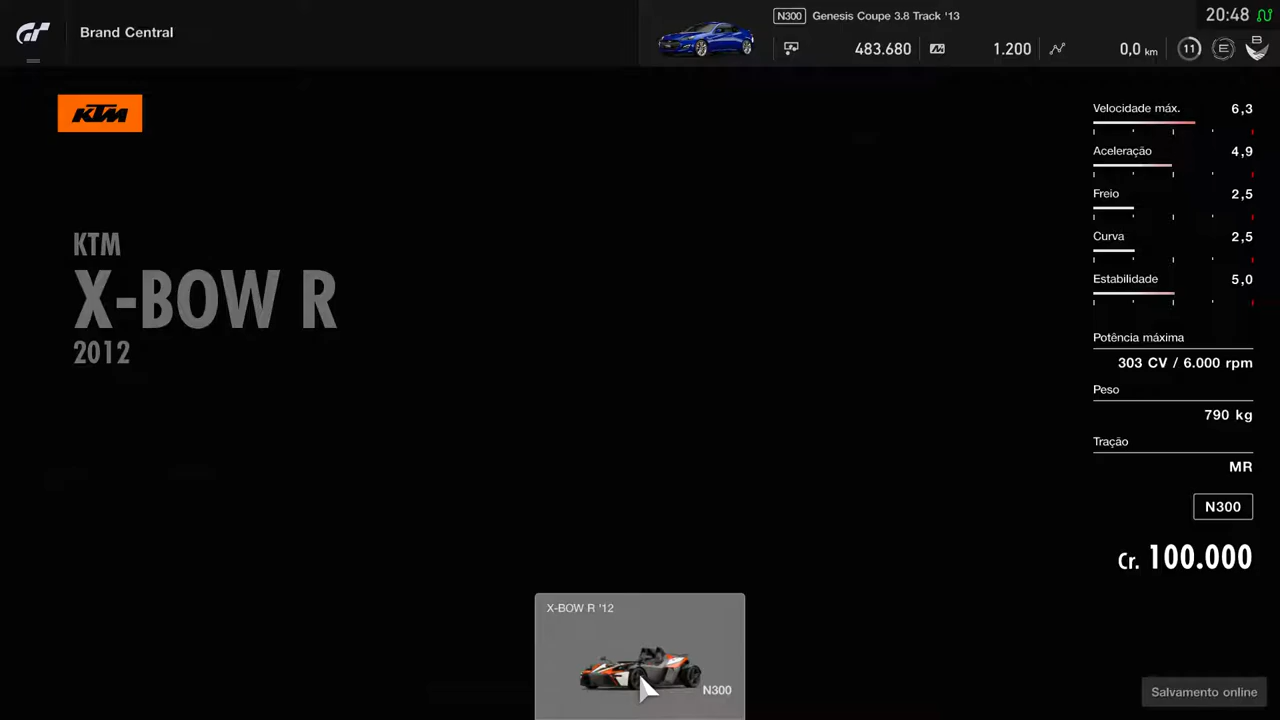 Brand Central
N300 Genesis Coupe 3.8 Track '13
20:48
483.680 1.200 0,0 km 11 E B
KTM
KTM
X-BOW R
2012
Velocidade máx. 6,3
Aceleração 4,9
Freio 2,5
Curva 2,5
Estabilidade 5,0
Potência máxima
303 CV / 6.000 rpm
Peso
790 kg
Tração
MR
N300
Cr. 100.000
X-BOW R '12
N300
Salvamento online